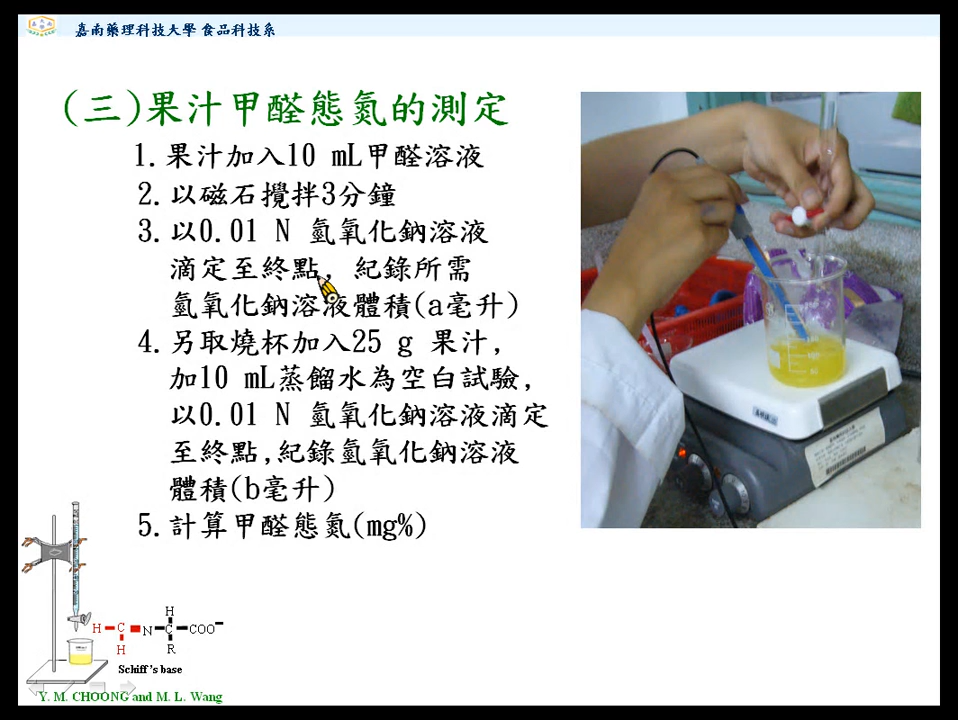 嘉南藥理科技大學 食品科技系
(三)果汁甲醛態氮的測定
1.果汁加入10 mL甲醛溶液
2.以磁石攪拌3分鐘
3.以0.01 N 氫氧化鈉溶液
滴定至終點, 紀錄所需
氫氧化鈉溶液體積(a毫升)
4.另取燒杯加入25 g 果汁,
加10 mL蒸餾水為空白試驗,
以0.01 N 氫氧化鈉溶液滴定
至終點,紀錄氫氧化鈉溶液
體積(b毫升)
5.計算甲醛態氮(mg%)
H
H C N C COO-
H R
Schiff's base
Y. M. CHOONG and M. L. Wang